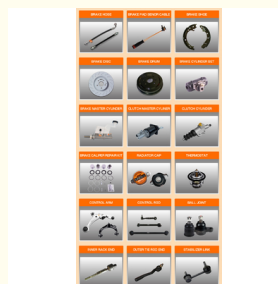 BRAKE HOSE
BRAKE PAD SENSOR CABLE
BRAKE SHOE
BRAKE DISC
BRAKE DRUM
BRAKE CYLINDER SET
BRAKE MASTER CYLINDER
CLUTCH MASTER CYLINDER
CLUTCH CYLINDER
BRAKE CALIPER REPAIR KIT
RADIATOR CAP
THERMOSTAT
CONTROL ARM
CONTROL ROD
BALL JOINT
INNER RACK END
OUTER TIE ROD END
STABILIZER LINK